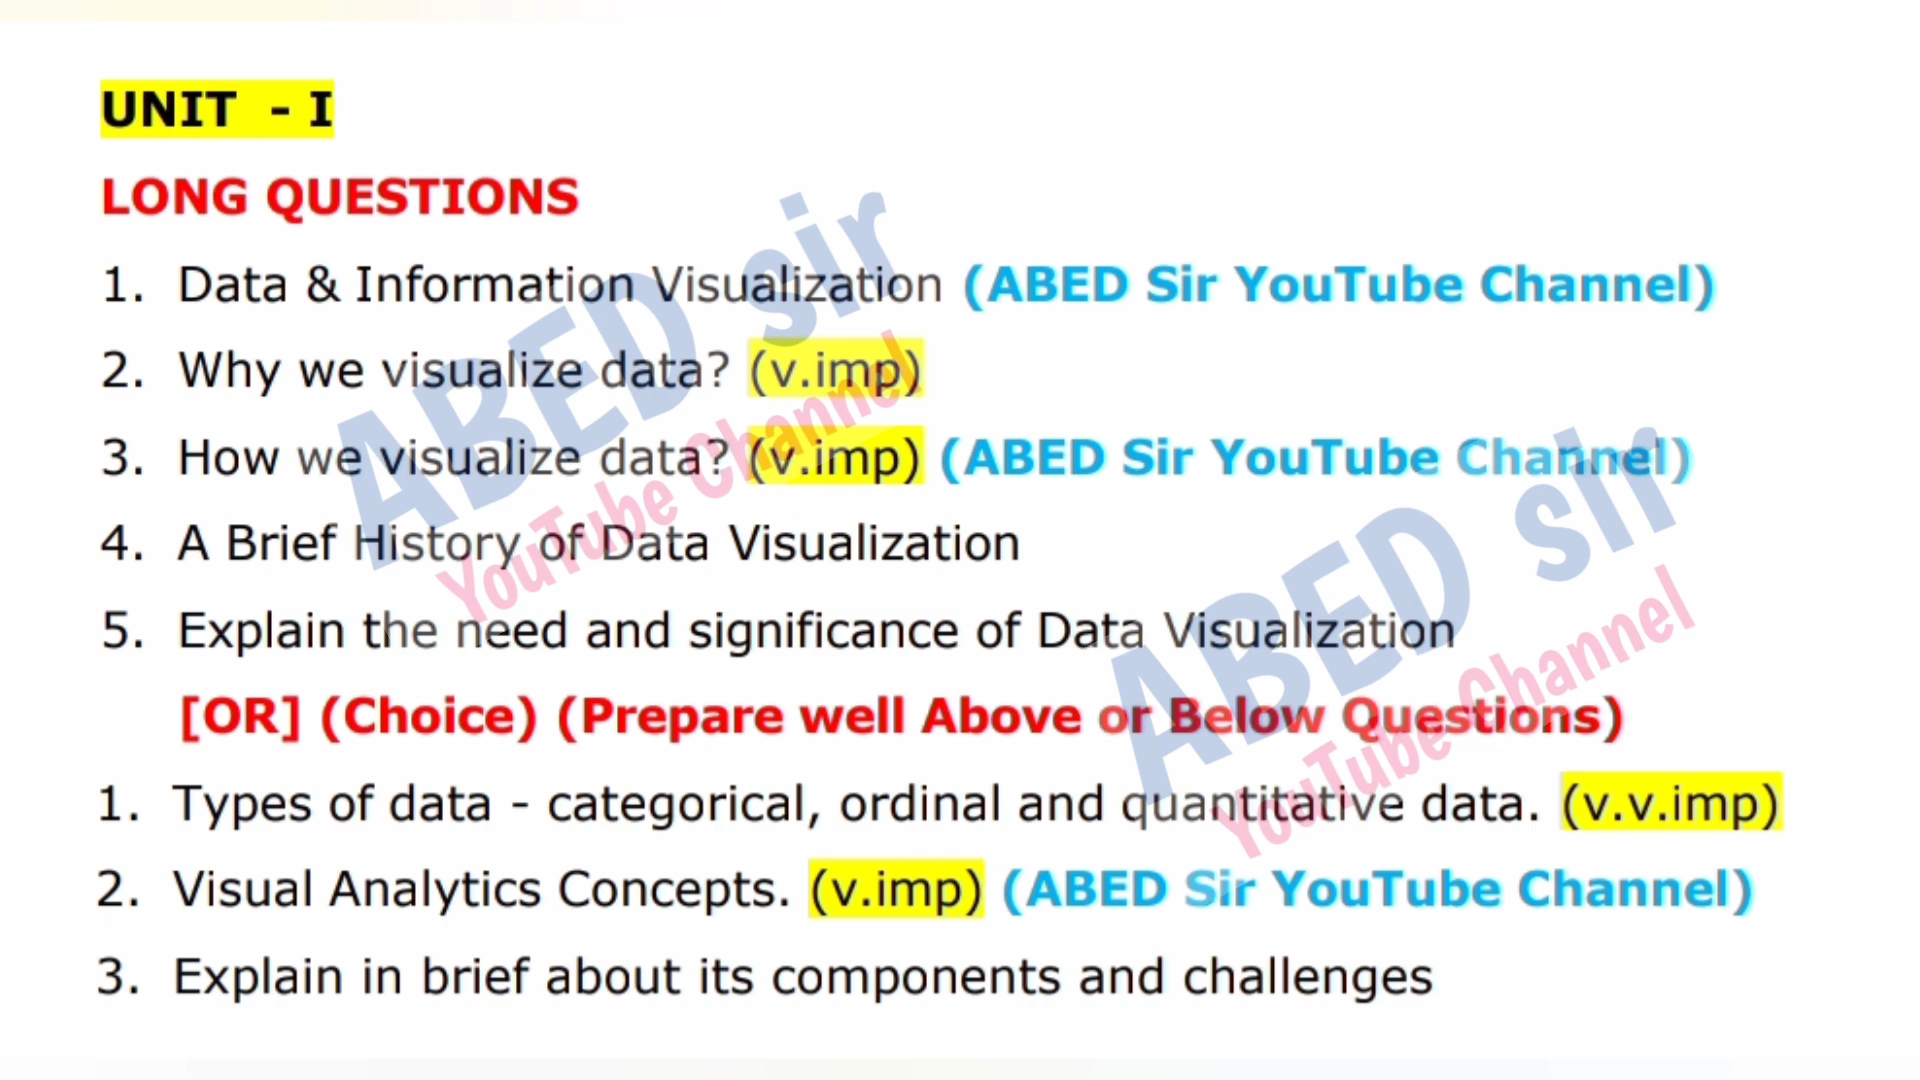 UNIT - I
LONG QUESTIONS
1. Data & Information Visualization (ABED Sir YouTube Channel)
2. Why we visualize data? (v.imp)
3. How we visualize data? (v.imp) (ABED Sir YouTube Channel)
4. A Brief History of Data Visualization
5. Explain the need and significance of Data Visualization
[OR] (Choice) (Prepare well Above or Below Questions)
1. Types of data - categorical, ordinal and quantitative data. (v.v.imp)
2. Visual Analytics Concepts. (v.imp) (ABED Sir YouTube Channel)
3. Explain in brief about its components and challenges
ABED sir
YouTube Channel
ABED sir
YouTube Channel